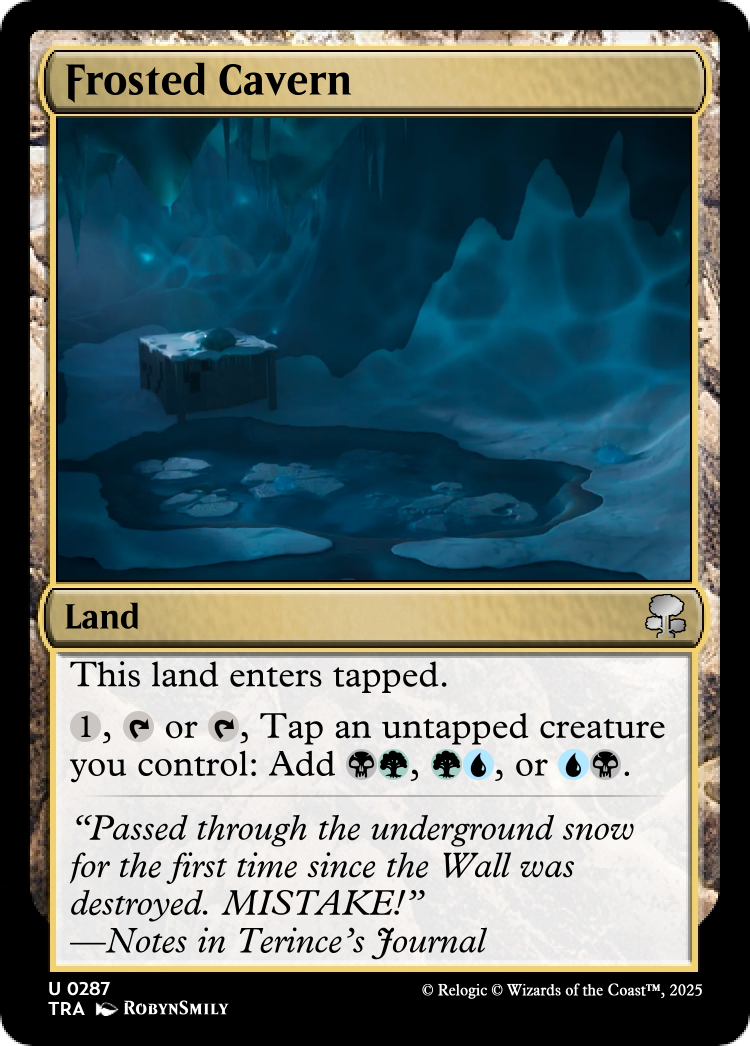 Frosted Cavern
Land
This land enters tapped.
1, or , Tap an untapped creature
you control: Add , , or .
“Passed through the underground snow
for the first time since the Wall was
destroyed. MISTAKE!”
—Notes in Terince’s Journal
U 0287
© Relogic © Wizards of the Coast™, 2025
TRA RobynSmily